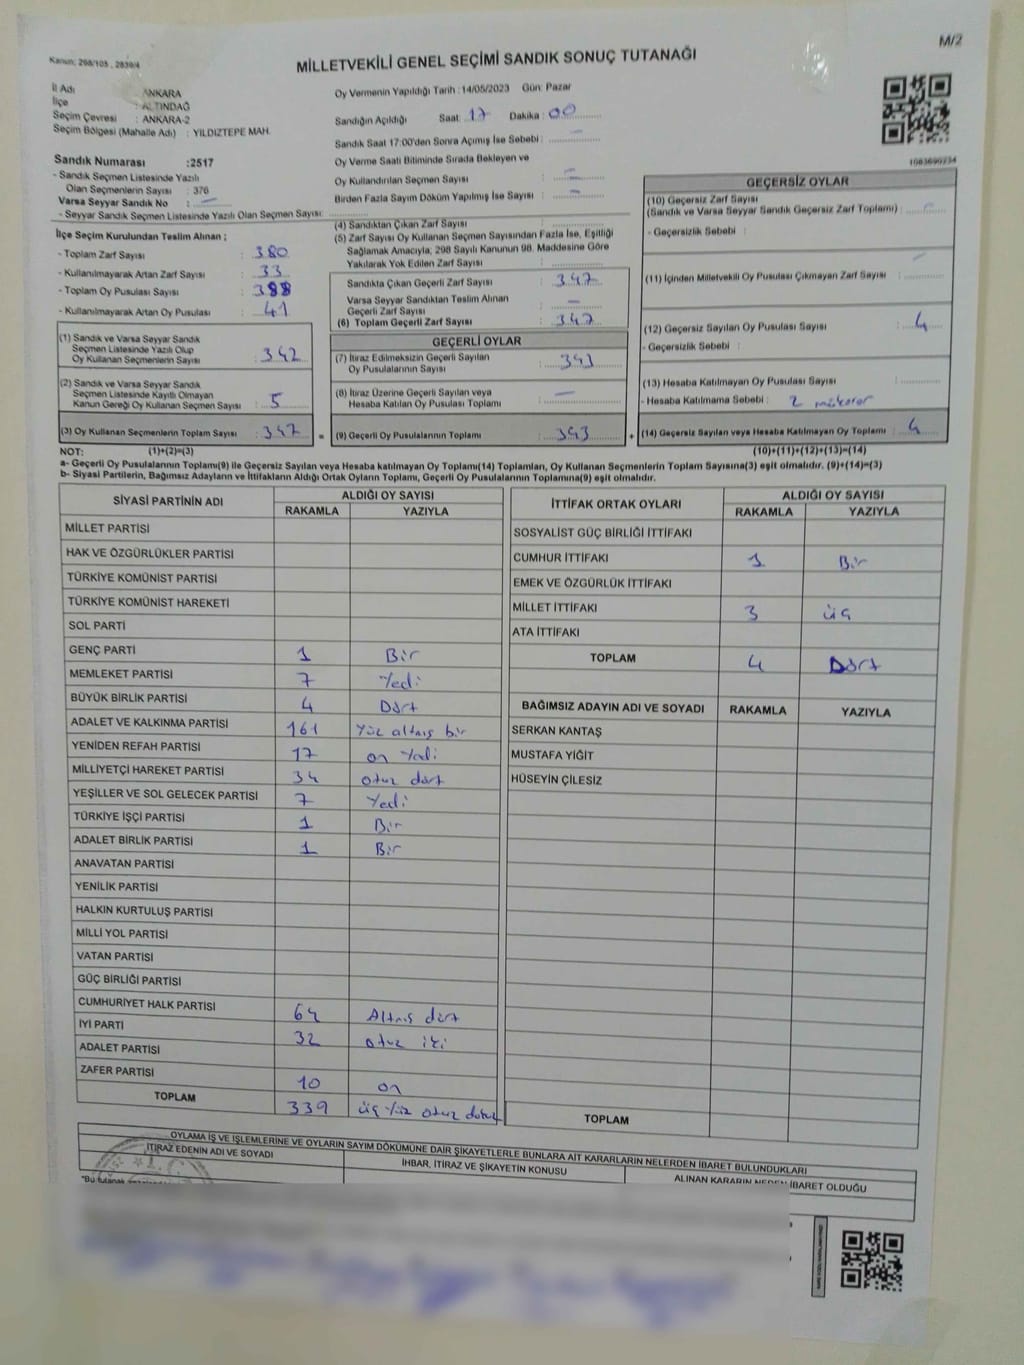 Kanun; 298/105 , 2839/4
M/2
MİLLETVEKİLİ GENEL SEÇİMİ SANDIK SONUÇ TUTANAĞI
İl Adı : ANKARA
İlçe : ALTINDAĞ
Seçim Çevresi : ANKARA-2
Seçim Bölgesi (Mahalle Adı) : YILDIZTEPE MAH.
Sandık Numarası :2517
- Sandık Seçmen Listesinde Yazılı
Olan Seçmenlerin Sayısı : 376
Varsa Seyyar Sandık No : –
- Seyyar Sandık Seçmen Listesinde Yazılı Olan Seçmen Sayısı:
Oy Vermenin Yapıldığı Tarih : 14/05/2023 Gün: Pazar
Sandığın Açıldığı Saat: 17 Dakika : 00
Sandık Saat 17:00'den Sonra Açımış İse Sebebi : –
Oy Verme Saati Bitiminde Sırada Bekleyen ve
Oy Kullandırılan Seçmen Sayısı : –
Birden Fazla Sayım Döküm Yapılmış İse Sayısı : –
1083690234
İlçe Seçim Kurulundan Teslim Alınan ;
- Toplam Zarf Sayısı : 380
- Kullanılmayarak Artan Zarf Sayısı : 33
- Toplam Oy Pusulası Sayısı : 388
- Kullanılmayarak Artan Oy Pusulası : 41
(1) Sandık ve Varsa Seyyar Sandık
Seçmen Listesinde Yazılı Olup
Oy Kullanan Seçmenlerin Sayısı : 342
(2) Sandık ve Varsa Seyyar Sandık
Seçmen Listesinde Kayıtlı Olmayan
Kanun Gereği Oy Kullanan Seçmen Sayısı : 5
(3) Oy Kullanan Seçmenlerin Toplam Sayısı : 347 =
(4) Sandıktan Çıkan Zarf Sayısı :
(5) Zarf Sayısı Oy Kullanan Seçmen Sayısından Fazla İse, Eşitliği
Sağlamak Amacıyla; 298 Sayılı Kanunun 98. Maddesine Göre
Yakılarak Yok Edilen Zarf Sayısı :
Sandıkta Çıkan Geçerli Zarf Sayısı : 347
Varsa Seyyar Sandıktan Teslim Alınan
Geçerli Zarf Sayısı : –
(6) Toplam Geçerli Zarf Sayısı : 347
GEÇERLİ OYLAR
(7) İtiraz Edilmeksizin Geçerli Sayılan
Oy Pusulalarının Sayısı : 343
(8) İtiraz Üzerine Geçerli Sayılan veya
Hesaba Katılan Oy Pusulası Toplamı : –
(9) Geçerli Oy Pusulalarının Toplamı : 343 +
GEÇERSİZ OYLAR
(10) Geçersiz Zarf Sayısı
(Sandık ve Varsa Seyyar Sandık Geçersiz Zarf Toplamı) : –
- Geçersizlik Sebebi : –
(11) İçinden Milletvekili Oy Pusulası Çıkmayan Zarf Sayısı :
(12) Geçersiz Sayılan Oy Pusulası Sayısı : 4
- Geçersizlik Sebebi :
(13) Hesaba Katılmayan Oy Pusulası Sayısı :
- Hesaba Katılmama Sebebi : 2
(14) Geçersiz Sayılan veya Hesaba Katılmayan Oy Toplamı : 4
NOT: (1)+(2)=(3) (10)+(11)+(12)+(13)=(14)
a- Geçerli Oy Pusulalarının Toplamı(9) ile Geçersiz Sayılan veya Hesaba katılmayan Oy Toplamı(14) Toplamları, Oy Kullanan Seçmenlerin Toplam Sayısına(3) eşit olmalıdır. (9)+(14)=(3)
b- Siyasi Partilerin, Bağımsız Adayların ve İttifakların Aldığı Ortak Oyların Toplamı, Geçerli Oy Pusulalarının Toplamına(9) eşit olmalıdır.
SİYASİ PARTİNİN ADI ALDIĞI OY SAYISI
RAKAMLA YAZIYLA
MİLLET PARTİSİ
HAK VE ÖZGÜRLÜKLER PARTİSİ
TÜRKİYE KOMÜNİST PARTİSİ
TÜRKİYE KOMÜNİST HAREKETİ
SOL PARTİ
GENÇ PARTİ 1 Bir
MEMLEKET PARTİSİ 7 Yedi
BÜYÜK BİRLİK PARTİSİ 4 Dört
ADALET VE KALKINMA PARTİSİ 161 Yüz altmış bir
YENİDEN REFAH PARTİSİ 17 on Yedi
MİLLİYETÇİ HAREKET PARTİSİ 34 otuz dört
YEŞİLLER VE SOL GELECEK PARTİSİ 7 Yedi
TÜRKİYE İŞÇİ PARTİSİ 1 Bir
ADALET BİRLİK PARTİSİ 1 Bir
ANAVATAN PARTİSİ
YENİLİK PARTİSİ
HALKIN KURTULUŞ PARTİSİ
MİLLİ YOL PARTİSİ
VATAN PARTİSİ
GÜÇ BİRLİĞİ PARTİSİ
CUMHURİYET HALK PARTİSİ 64 Altmış dört
İYİ PARTİ 32 otuz iki
ADALET PARTİSİ
ZAFER PARTİSİ 10 on
TOPLAM 339 üç Yüz otuz dokuz
İTTİFAK ORTAK OYLARI ALDIĞI OY SAYISI
RAKAMLA YAZIYLA
SOSYALİST GÜÇ BİRLİĞİ İTTİFAKI
CUMHUR İTTİFAKI 1 Bir
EMEK VE ÖZGÜRLÜK İTTİFAKI
MİLLET İTTİFAKI 3 üç
ATA İTTİFAKI
TOPLAM 4 Dört
BAĞIMSIZ ADAYIN ADI VE SOYADI RAKAMLA YAZIYLA
SERKAN KANTAŞ
MUSTAFA YİĞİT
HÜSEYİN ÇİLESİZ
TOPLAM
OYLAMA İŞ VE İŞLEMLERİNE VE OYLARIN SAYIM DÖKÜMÜNE DAİR ŞİKAYETLERLE BUNLARA AİT KARARLARIN NELERDEN İBARET BULUNDUKLARI
İTİRAZ EDENİN ADI VE SOYADI İHBAR, İTİRAZ VE ŞİKAYETİN KONUSU ALINAN KARARIN NEDEN İBARET OLDUĞU
"Bu tutanak